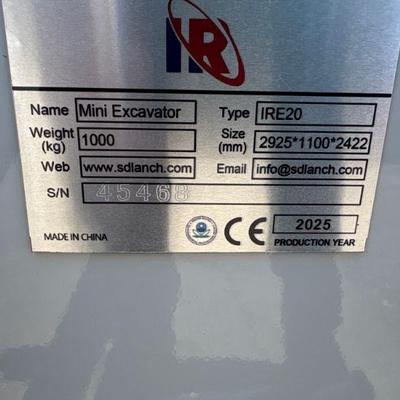 IR
Name Mini Excavator Type IRE20
Weight (kg) 1000 Size (mm) 2925*1100*2422
Web www.sdlanch.com Email info@sdlanch.com
S/N 45468
MADE IN CHINA CE 2025
PRODUCTION YEAR